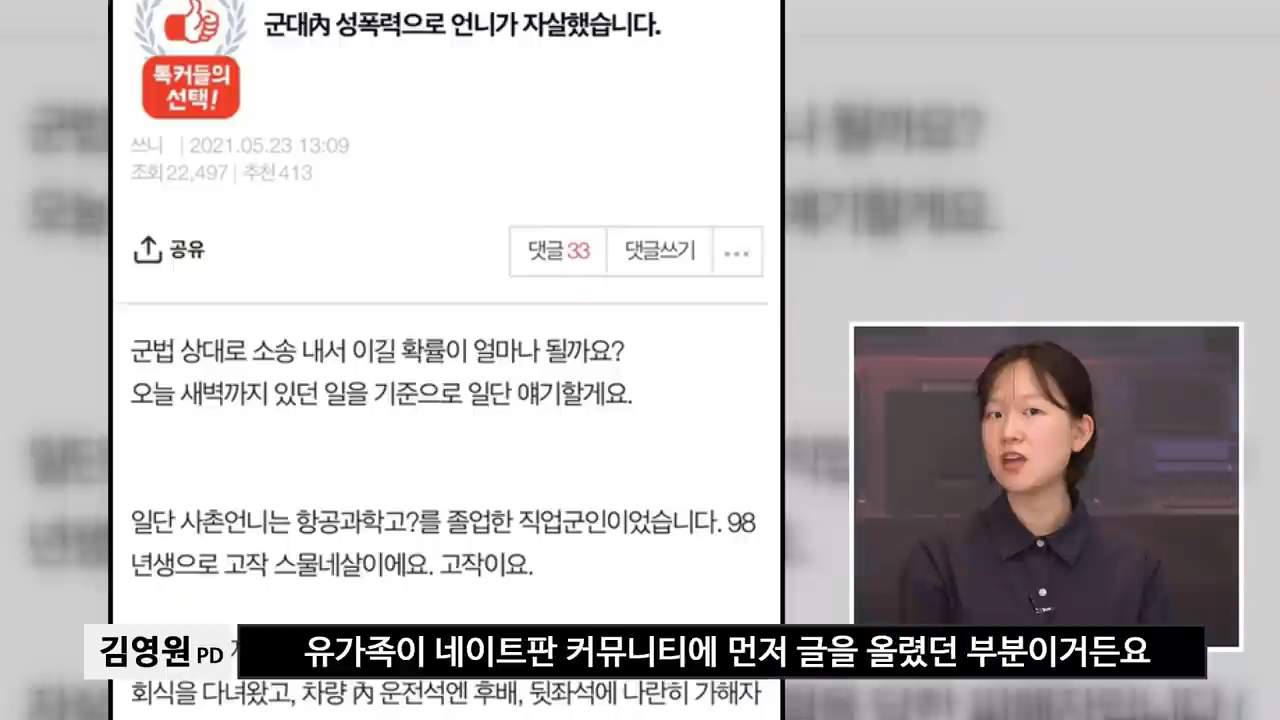 군대內 성폭력으로 언니가 자살했습니다.
톡커들의
선택!
쓰니 | 2021.05.23 13:09
조회 22,497 | 추천 413
공유
댓글 33
댓글쓰기
군법 상대로 소송 내서 이길 확률이 얼마나 될까요?
오늘 새벽까지 있던 일을 기준으로 일단 얘기할게요.
일단 사촌언니는 항공과학고?를 졸업한 직업군인이었습니다. 98
년생으로 고작 스물네살이에요. 고작이요.
김영원 PD
유가족이 네이트판 커뮤니티에 먼저 글을 올렸던 부분이거든요
회식을 다녀왔고, 차량 內 운전석엔 후배, 뒷좌석에 나란히 가해자